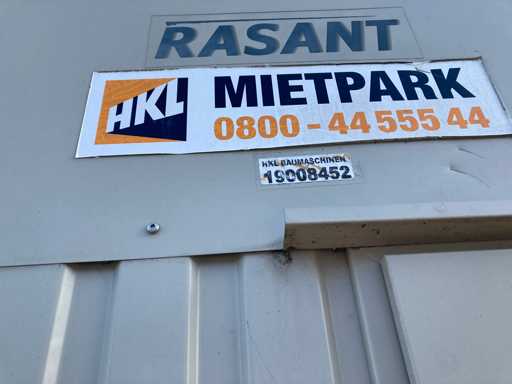 RASANT
HKL MIETPARK
0800 - 44 555 44
HKL BAUMASCHINEN
19008452